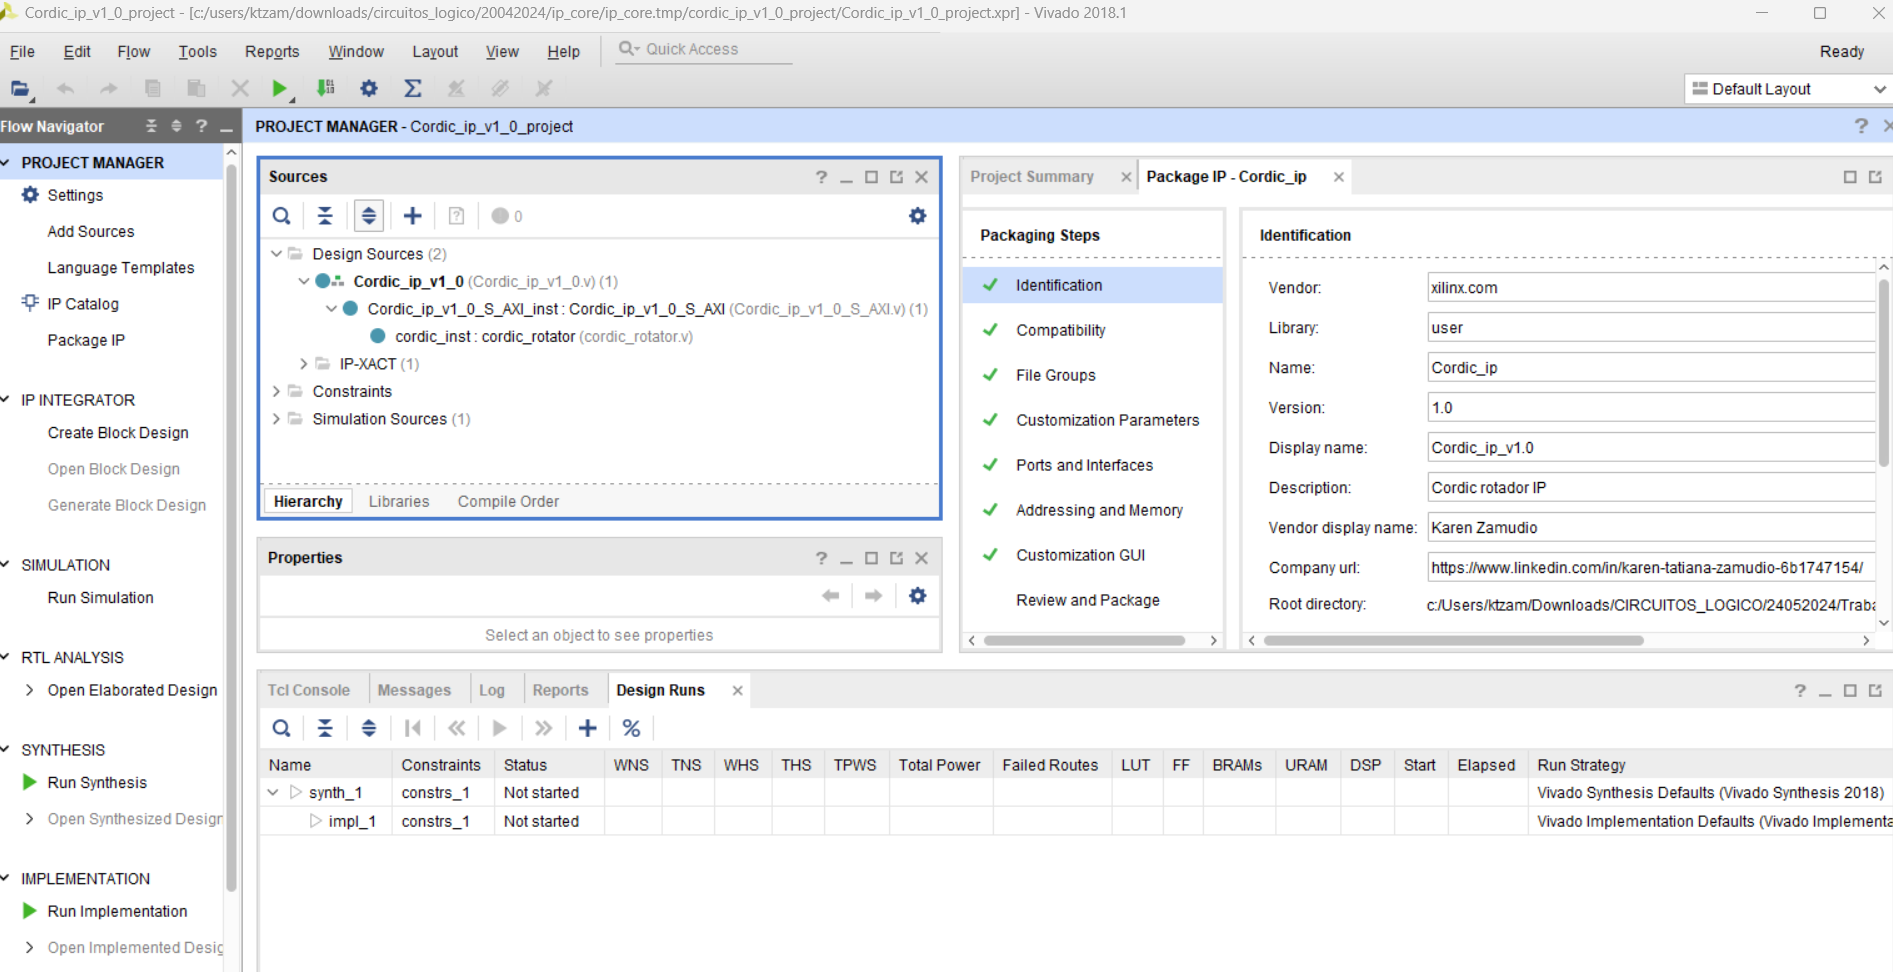 Cordic_ip_v1_0_project - [c:/users/ktzam/downloads/circuitos_logico/20042024/ip_core/ip_core.tmp/cordic_ip_v1_0_project/Cordic_ip_v1_0_project.xpr] - Vivado 2018.1
File Edit Flow Tools Reports Window Layout View Help Quick Access Ready
Default Layout
Flow Navigator
PROJECT MANAGER - Cordic_ip_v1_0_project
PROJECT MANAGER
Settings
Add Sources
Language Templates
IP Catalog
Package IP
IP INTEGRATOR
Create Block Design
Open Block Design
Generate Block Design
SIMULATION
Run Simulation
RTL ANALYSIS
Open Elaborated Design
SYNTHESIS
Run Synthesis
Open Synthesized Design
IMPLEMENTATION
Run Implementation
Open Implemented Desig
Sources
0
Design Sources (2)
Cordic_ip_v1_0 (Cordic_ip_v1_0.v) (1)
Cordic_ip_v1_0_S_AXI_inst : Cordic_ip_v1_0_S_AXI (Cordic_ip_v1_0_S_AXI.v) (1)
cordic_inst : cordic_rotator (cordic_rotator.v)
IP-XACT (1)
Constraints
Simulation Sources (1)
Hierarchy Libraries Compile Order
Properties
Select an object to see properties
Project Summary Package IP - Cordic_ip
Packaging Steps
Identification
Compatibility
File Groups
Customization Parameters
Ports and Interfaces
Addressing and Memory
Customization GUI
Review and Package
Identification
Vendor: xilinx.com
Library: user
Name: Cordic_ip
Version: 1.0
Display name: Cordic_ip_v1.0
Description: Cordic rotador IP
Vendor display name: Karen Zamudio
Company url: https://www.linkedin.com/in/karen-tatiana-zamudio-6b1747154/
Root directory: c:/Users/ktzam/Downloads/CIRCUITOS_LOGICO/24052024/Traba
Tcl Console Messages Log Reports Design Runs
Name Constraints Status WNS TNS WHS THS TPWS Total Power Failed Routes LUT FF BRAMs URAM DSP Start Elapsed Run Strategy
synth_1 constrs_1 Not started Vivado Synthesis Defaults (Vivado Synthesis 2018)
impl_1 constrs_1 Not started Vivado Implementation Defaults (Vivado Implementa